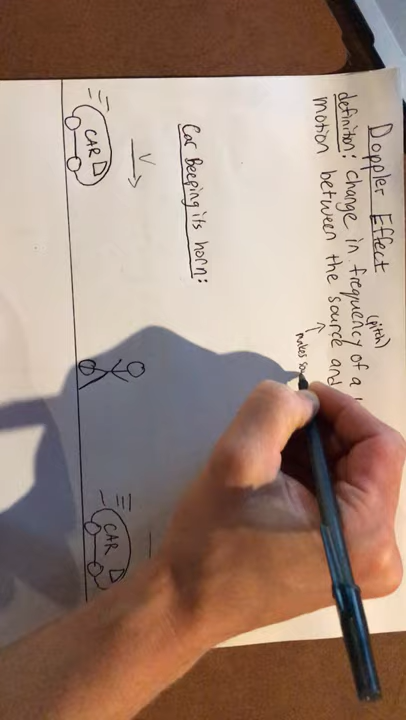 Doppler Effect
(pitch)
definition: change in frequency of a
motion between the source and
makes
Car Beeping its horn:
V
CAR
CAR